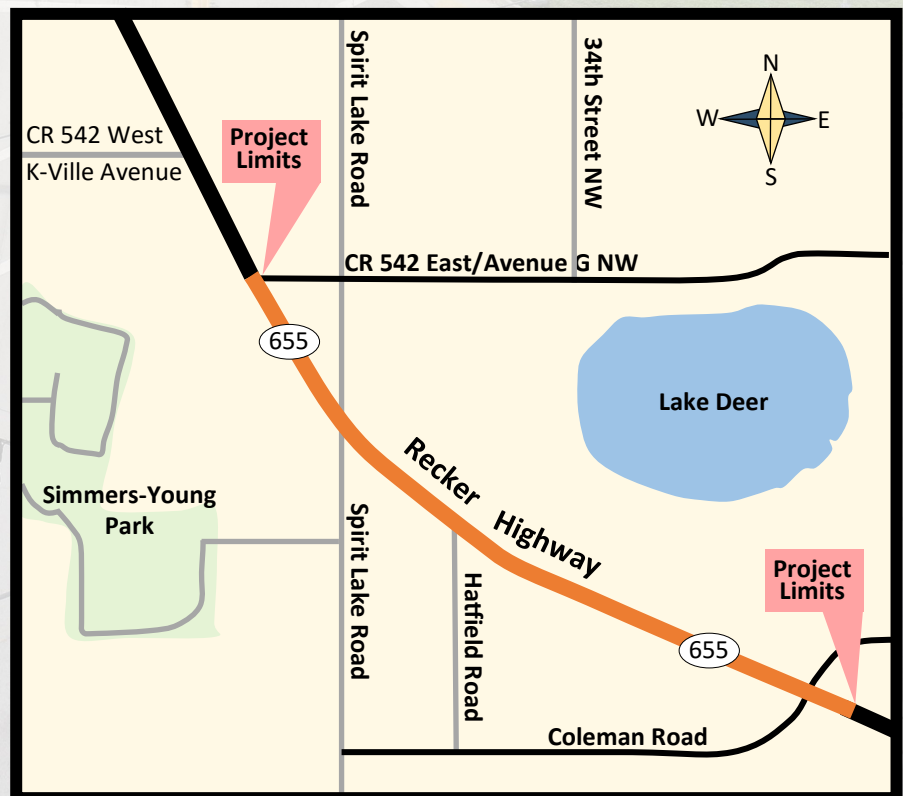 N
W
E
S
CR 542 West
K-Ville Avenue
Project
Limits
Spirit Lake Road
34th Street NW
CR 542 East/Avenue G NW
655
Lake Deer
Recker Highway
Simmers-Young
Park
Spirit Lake Road
Hatfield Road
Project
Limits
655
Coleman Road